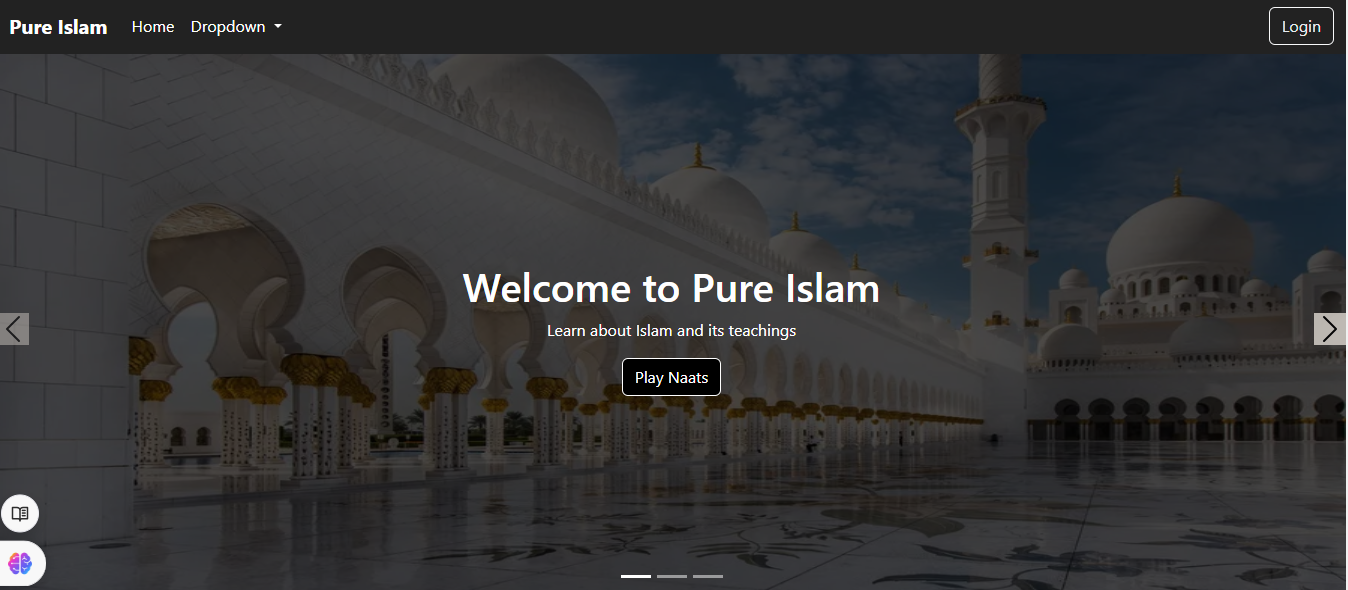 Pure Islam Home Dropdown Login
Welcome to Pure Islam
Learn about Islam and its teachings
Play Naats